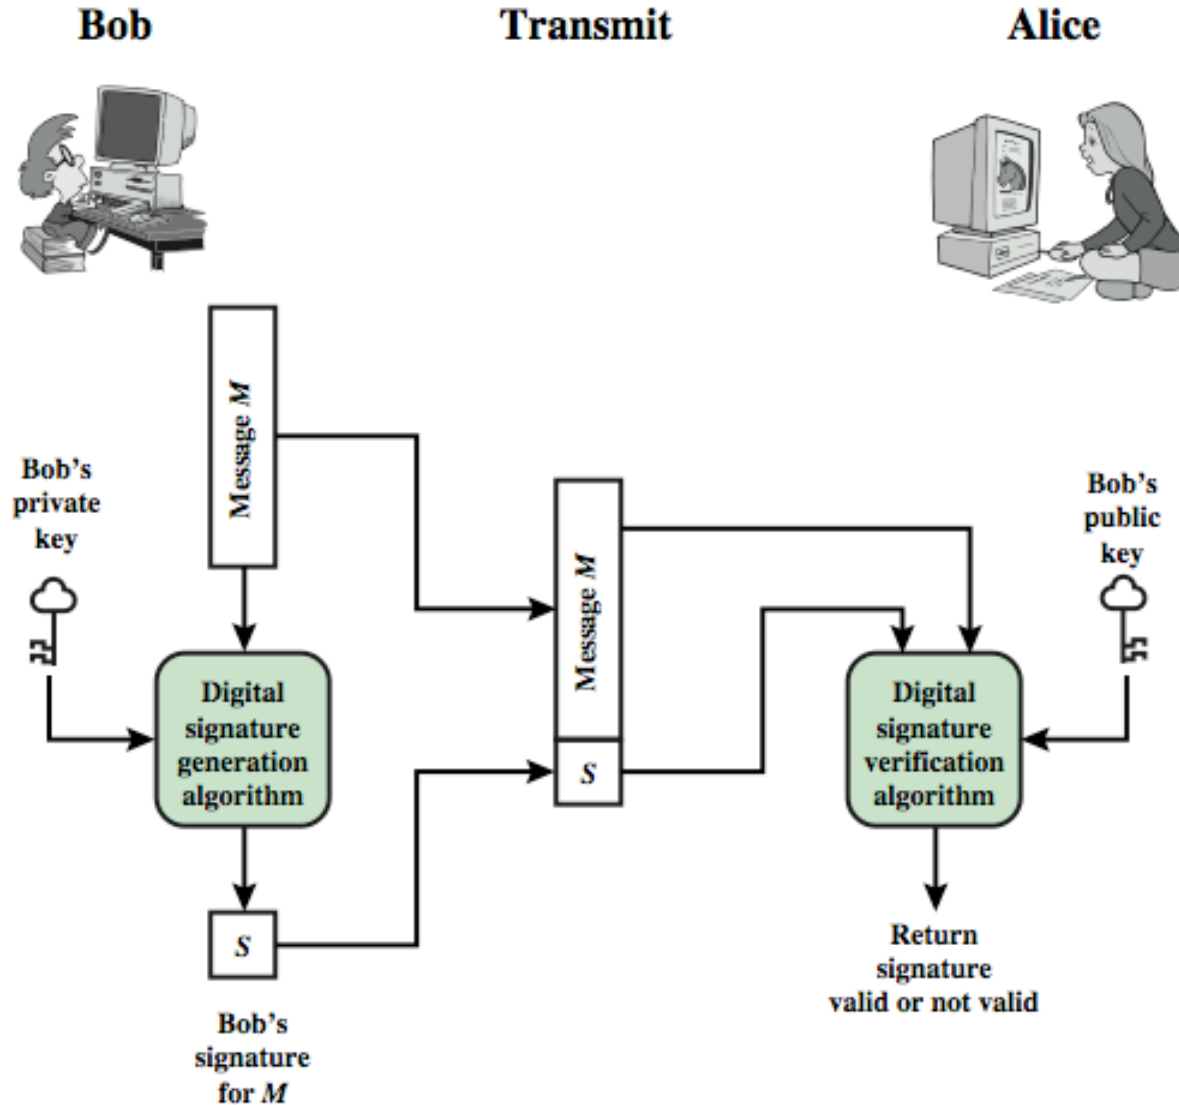 Bob
Transmit
Alice
Message M
Bob's
private
key
Message M
Bob's
public
key
Digital
signature
generation
algorithm
S
Digital
signature
verification
algorithm
S
Bob's
signature
for M
Return
signature
valid or not valid